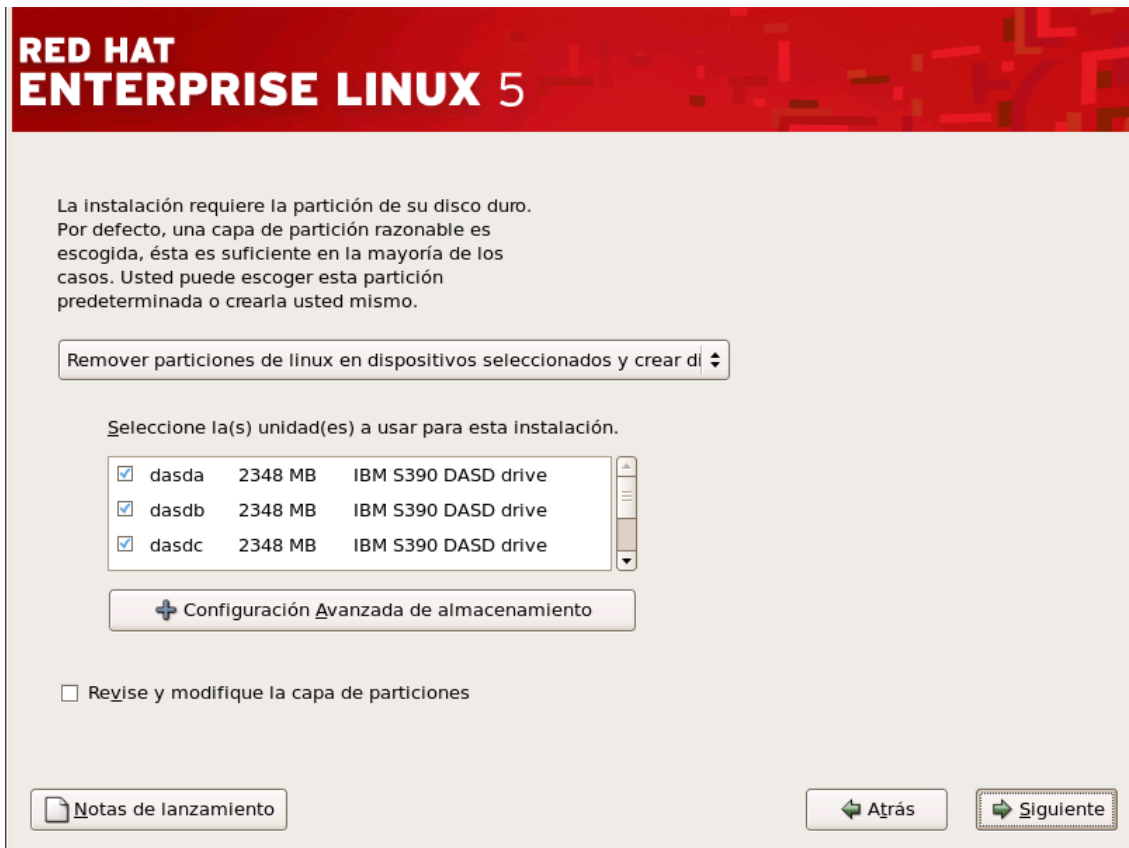 RED HAT
ENTERPRISE LINUX 5
La instalación requiere la partición de su disco duro.
Por defecto, una capa de partición razonable es
escogida, ésta es suficiente en la mayoría de los
casos. Usted puede escoger esta partición
predeterminada o crearla usted mismo.
Remover particiones de linux en dispositivos seleccionados y crear di
Seleccione la(s) unidad(es) a usar para esta instalación.
dasda 2348 MB IBM S390 DASD drive
dasdb 2348 MB IBM S390 DASD drive
dasdc 2348 MB IBM S390 DASD drive
Configuración Avanzada de almacenamiento
Revise y modifique la capa de particiones
Notas de lanzamiento Atrás Siguiente